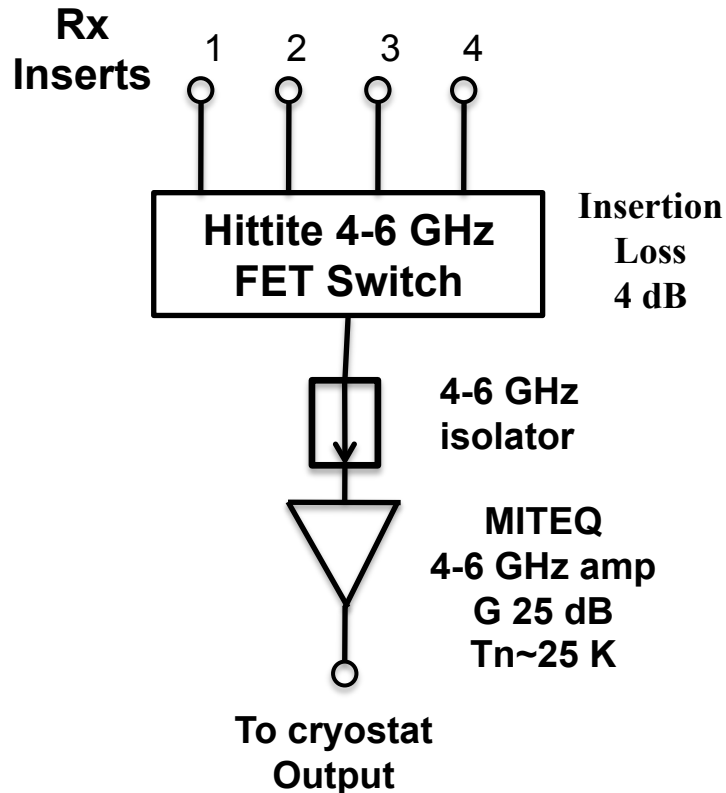 Rx
Inserts
1 2 3 4
Hittite 4-6 GHz
FET Switch
Insertion
Loss
4 dB
4-6 GHz
isolator
MITEQ
4-6 GHz amp
G 25 dB
Tn~25 K
To cryostat
Output